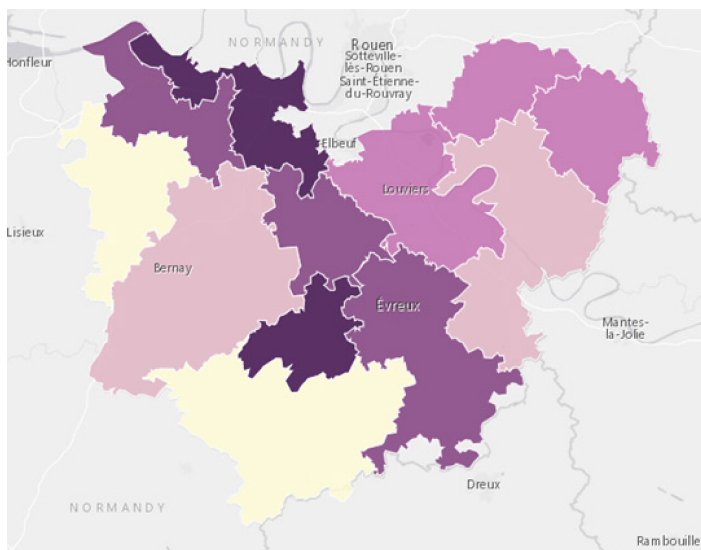 NORMANDY
Rouen
Sotteville-
lès-Rouen
Saint-Étienne-
du-Rouvray
Honfleur
Elbeuf
Louviers
Lisieux
Bernay
Évreux
Mantes-
la-Jolie
Dreux
NORMANDY
Rambouille